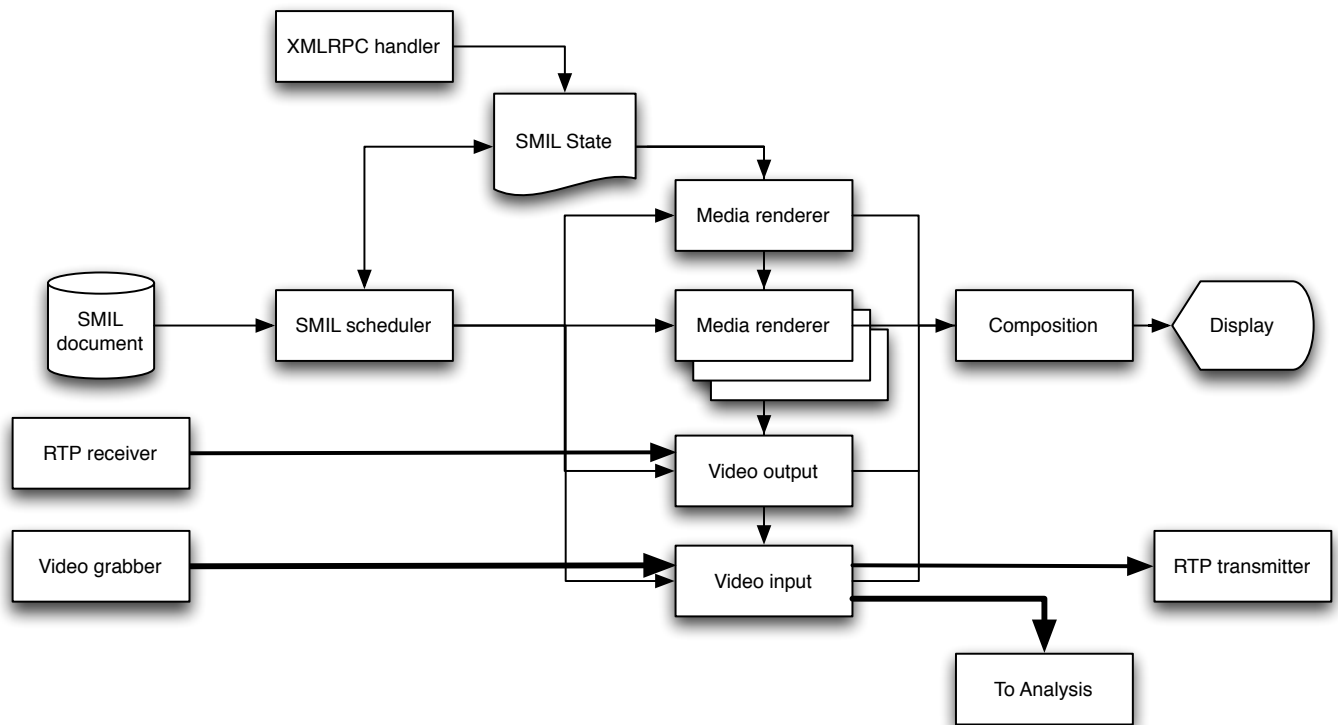 XMLRPC handler
SMIL State
Media renderer
SMIL
document
SMIL scheduler
Media renderer
Composition
Display
RTP receiver
Video output
Video grabber
Video input
RTP transmitter
To Analysis